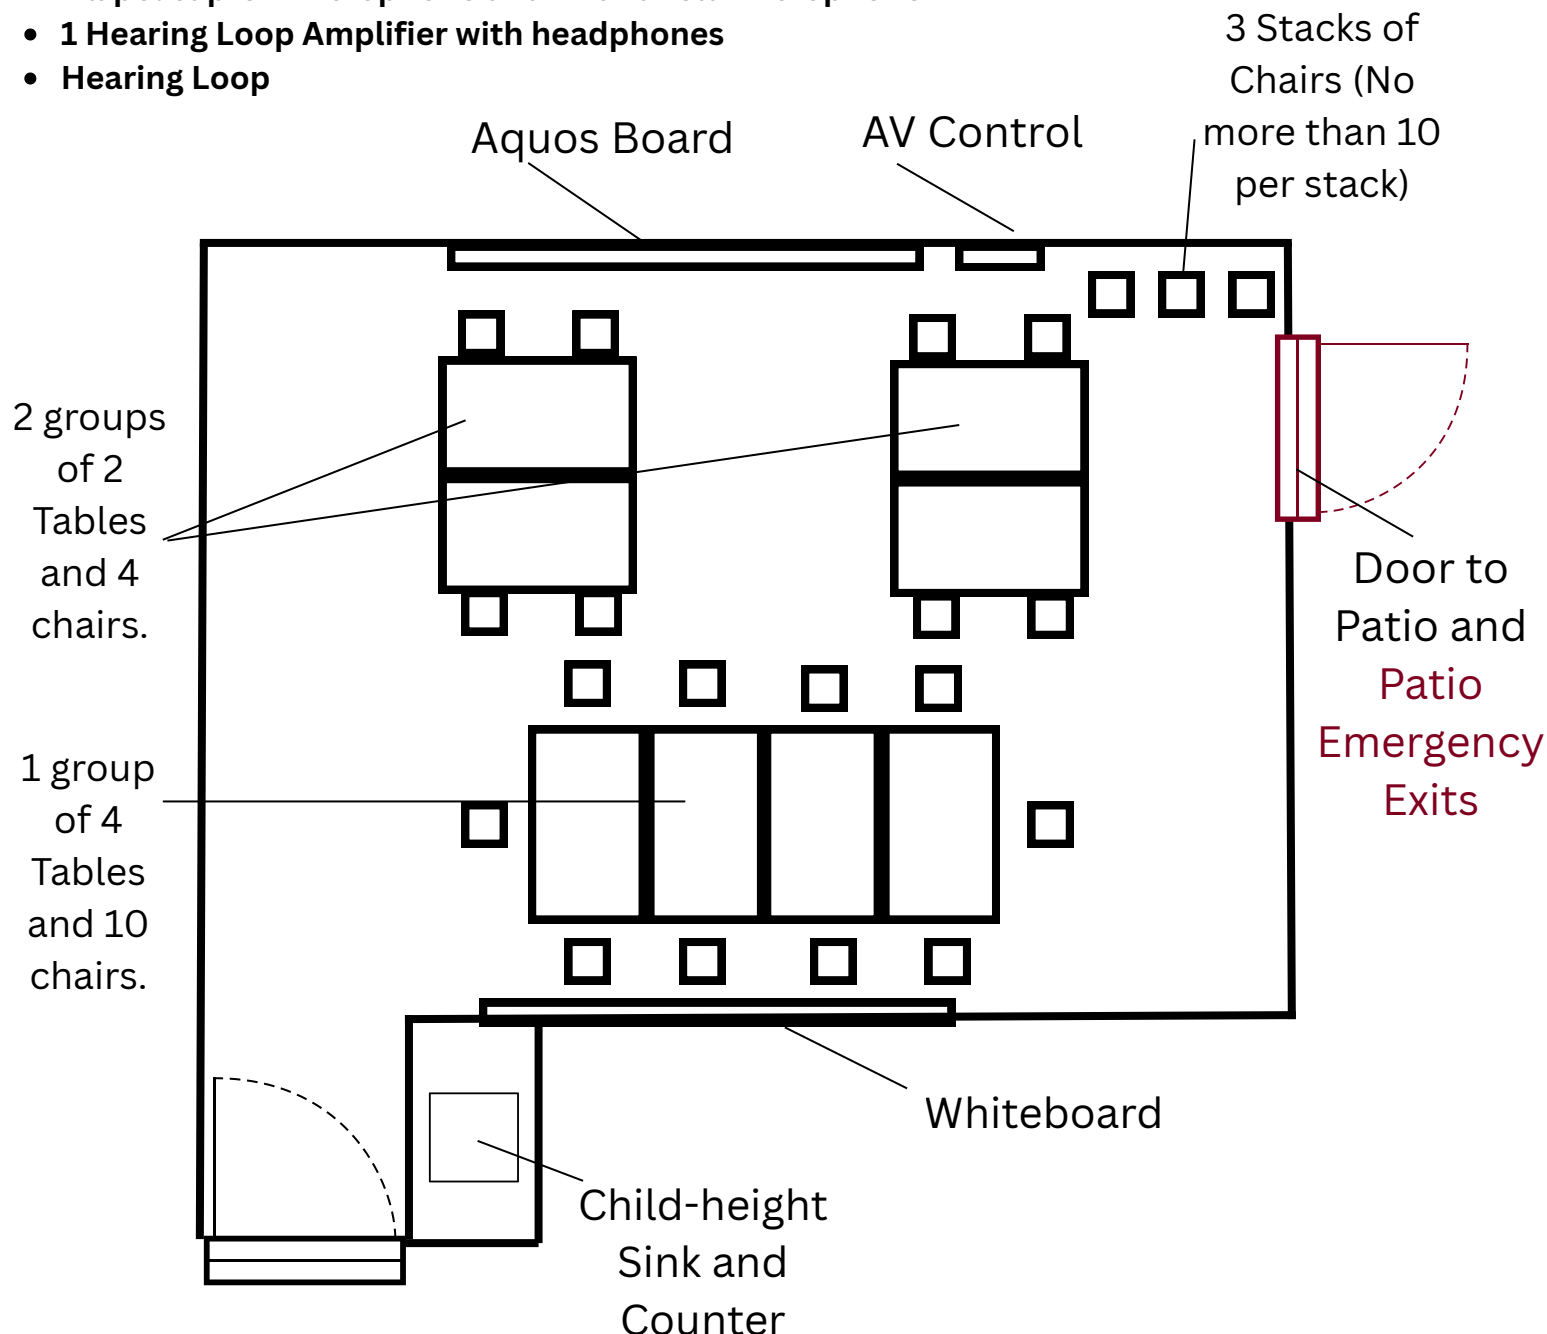 • 1 Hearing Loop Amplifier with headphones
• Hearing Loop
3 Stacks of
Chairs (No
more than 10
per stack)
Aquos Board
AV Control
2 groups
of 2
Tables
and 4
chairs.
Door to
Patio and
Patio
Emergency
Exits
1 group
of 4
Tables
and 10
chairs.
Whiteboard
Child-height
Sink and
Counter